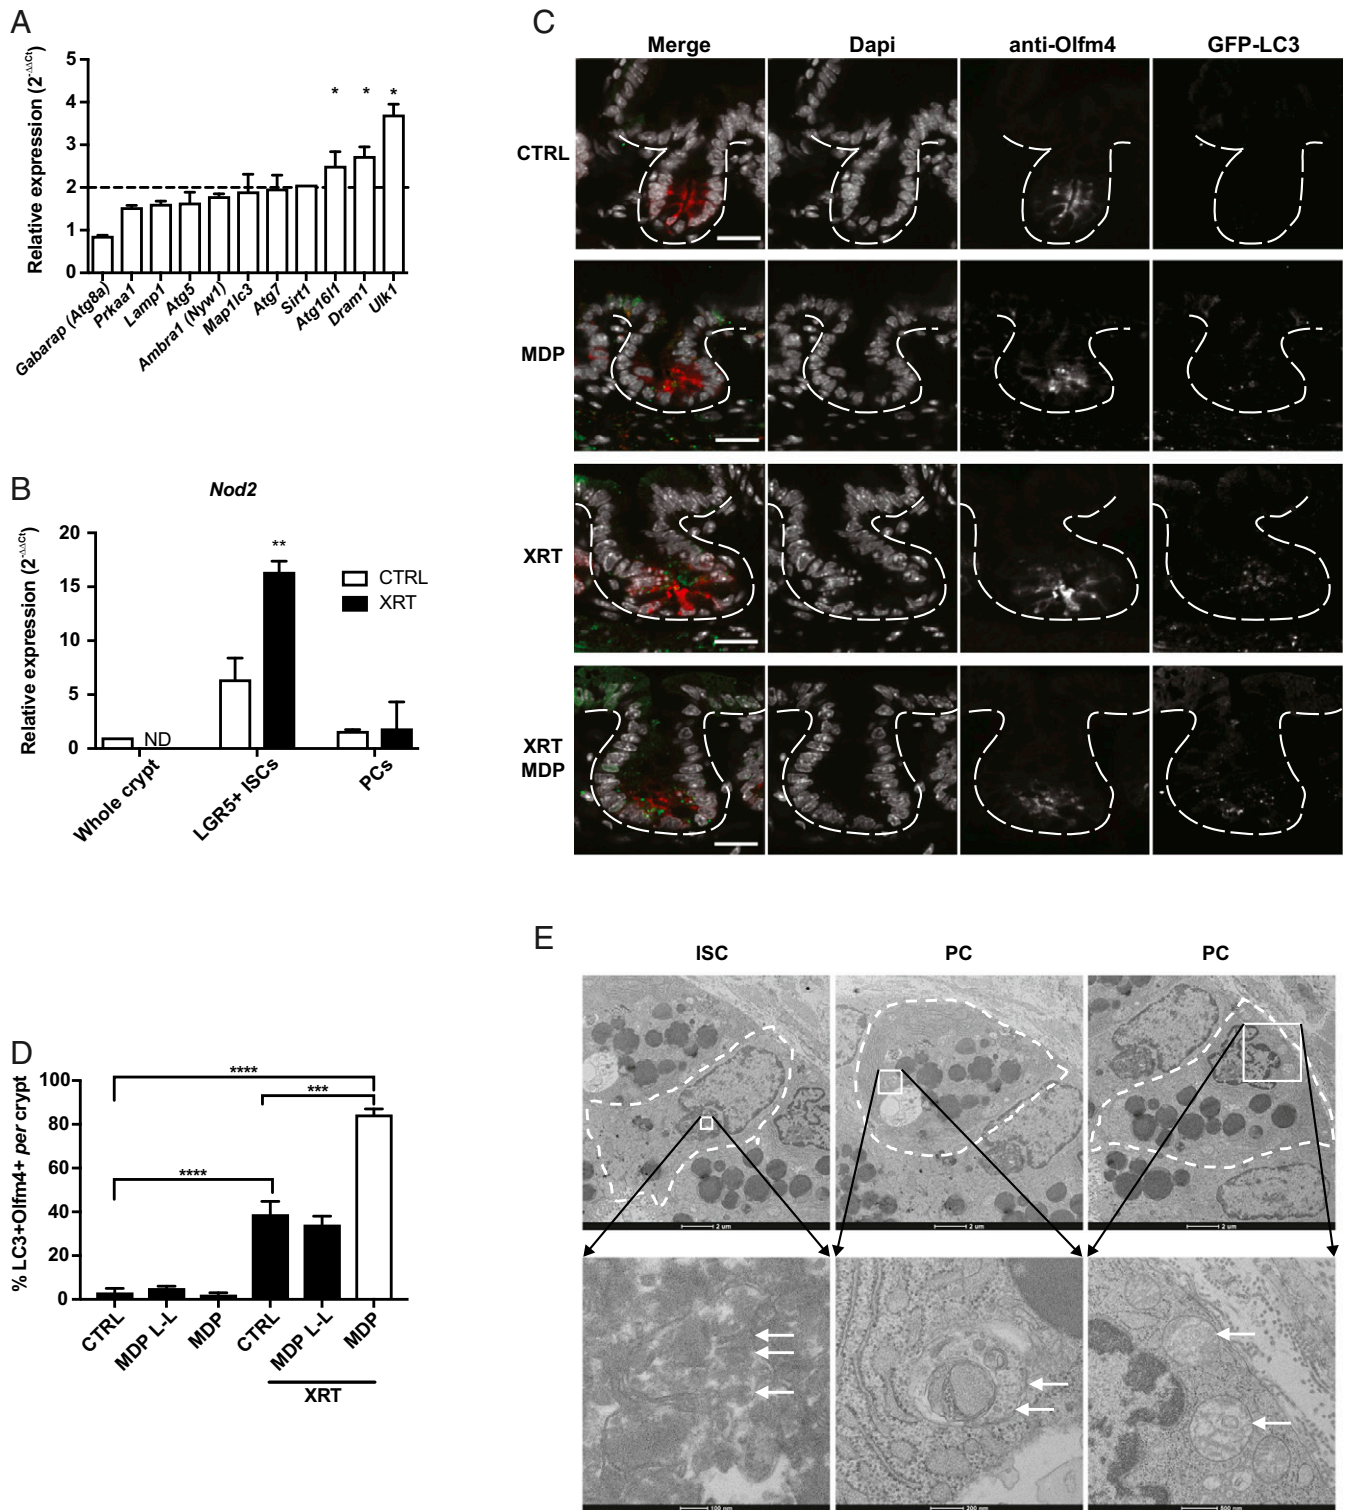 A
Relative expression (2^-ΔΔCt)
5
4
3
2
1
0
* * *
Gabarap (Atg8a)
Prkaa1
Lamp1
Atg5
Ambra1 (Nyw1)
Map1lc3
Atg7
Sirt1
Atg16l1
Dram1
Ulk1
B
Nod2
Relative expression (2^-ΔΔCt)
20
15
10
5
0
ND
**
CTRL
XRT
Whole crypt
LGR5+ ISCs
PCs
C
Merge Dapi anti-Olfm4 GFP-LC3
CTRL
MDP
XRT
XRT
MDP
D
% LC3+Olfm4+ per crypt
100
80
60
40
20
0
****
***
****
CTRL
MDP L-L
MDP
CTRL
MDP L-L
MDP
XRT
E
ISC PC PC
2 um 2 um 2 um
100 nm 200 nm 500 nm